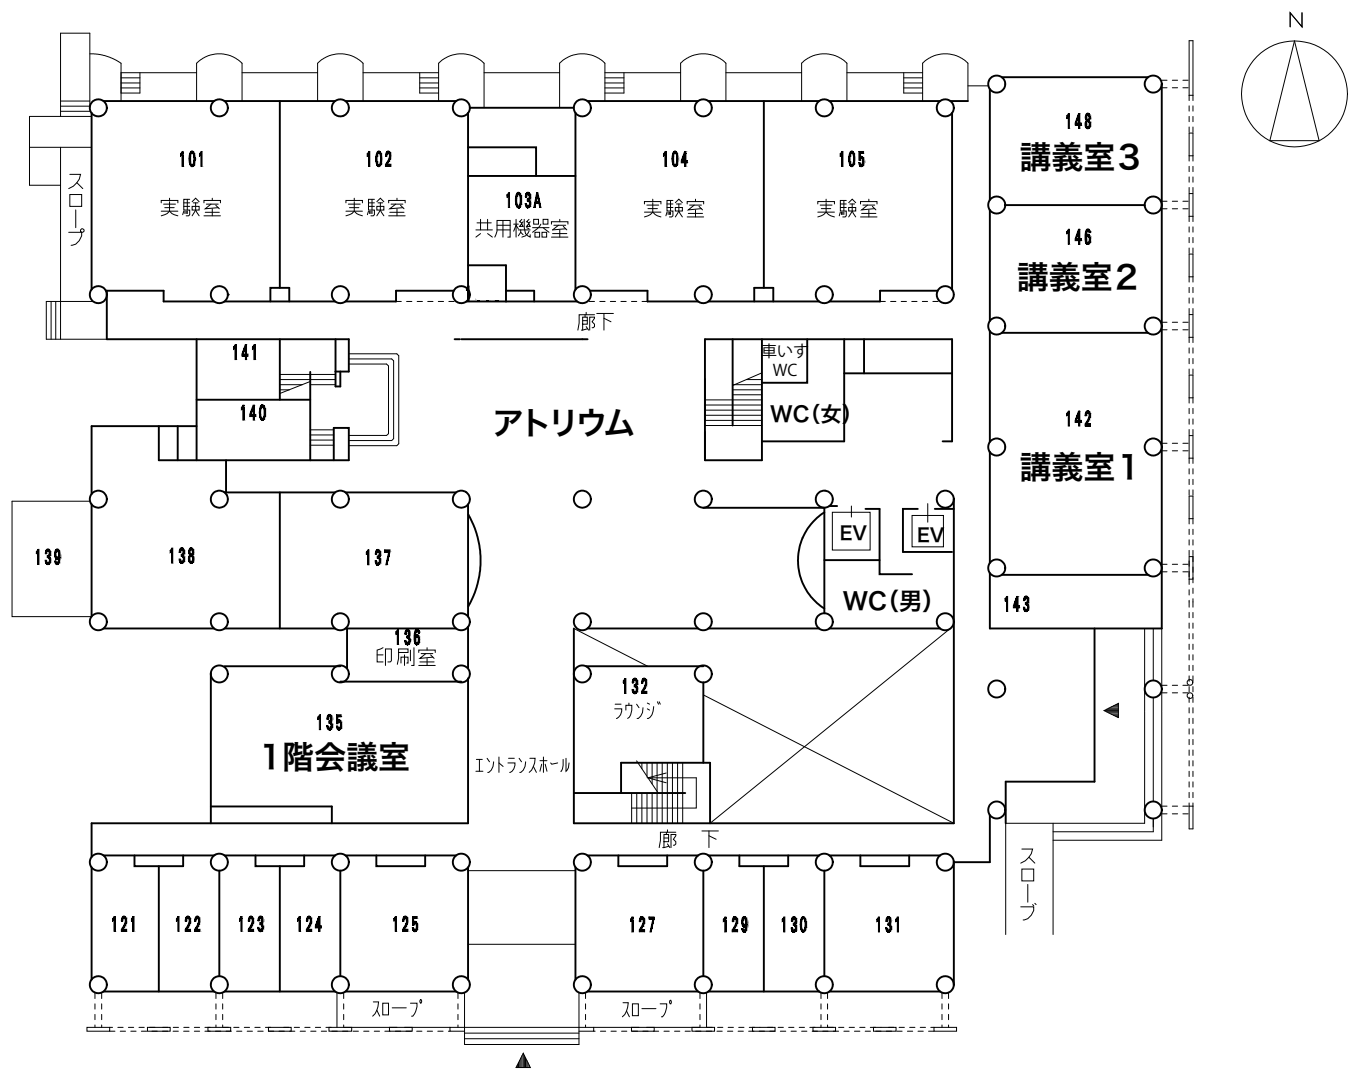 N
148
講義室3
101
実験室
102
実験室
103A
共用機器室
104
実験室
105
実験室
スロープ
146
講義室2
廊下
141
140
車いす
WC
WC(女)
アトリウム
142
講義室1
139
138
137
EV
EV
WC(男)
143
136
印刷室
132
ラウンジ
135
1階会議室
エントランスホール
廊 下
スロープ
121
122
123
124
125
127
129
130
131
スロープ
スロープ